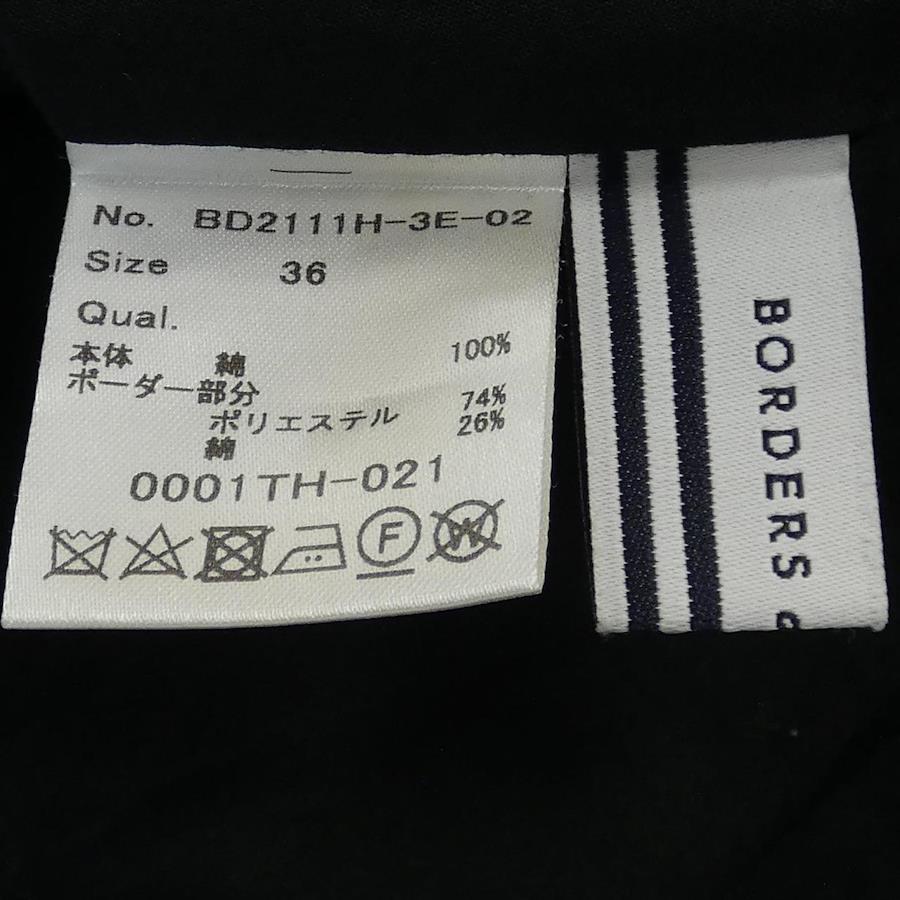 No. BD2111H-3E-02
Size 36
Qual.
本体 綿 100%
ボーダー部分
ポリエステル 74%
綿 26%
0001TH-021
F
W
BORDERS